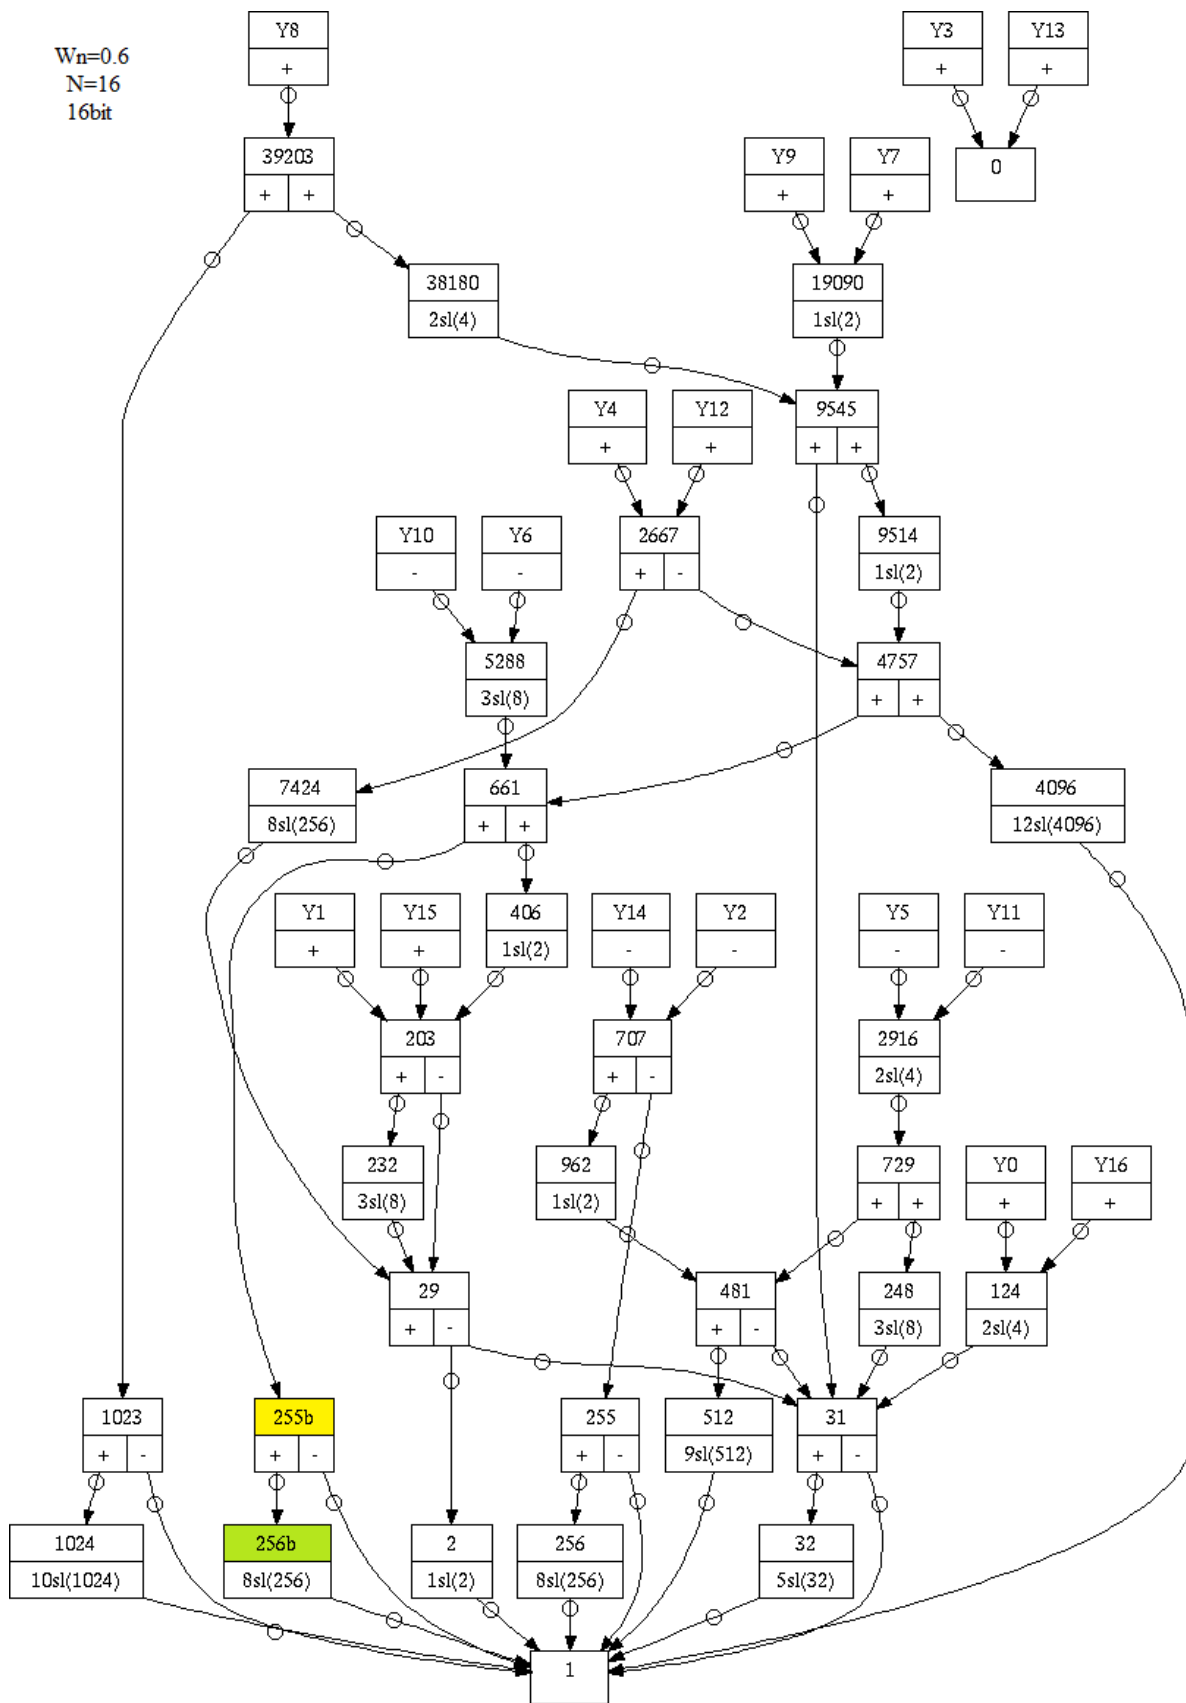 Y8
+
Y3
+
Y13
+
Wn=0.6
N=16
16bit
39203
+ +
Y9
+
Y7
+
0
38180
2sl(4)
19090
1sl(2)
Y4
+
Y12
+
9545
+ +
Y10
-
Y6
-
2667
+ -
9514
1sl(2)
5288
3sl(8)
4757
+ +
7424
8sl(256)
661
+ +
4096
12sl(4096)
Y1
+
Y15
+
406
1sl(2)
Y14
-
Y2
-
Y5
-
Y11
-
203
+ -
707
+ -
2916
2sl(4)
232
3sl(8)
962
1sl(2)
729
+ +
Y0
+
Y16
+
29
+ -
481
+ -
248
3sl(8)
124
2sl(4)
1023
+ -
255b
+ -
255
+ -
512
9sl(512)
31
+ -
1024
10sl(1024)
256b
8sl(256)
2
1sl(2)
256
8sl(256)
32
5sl(32)
1